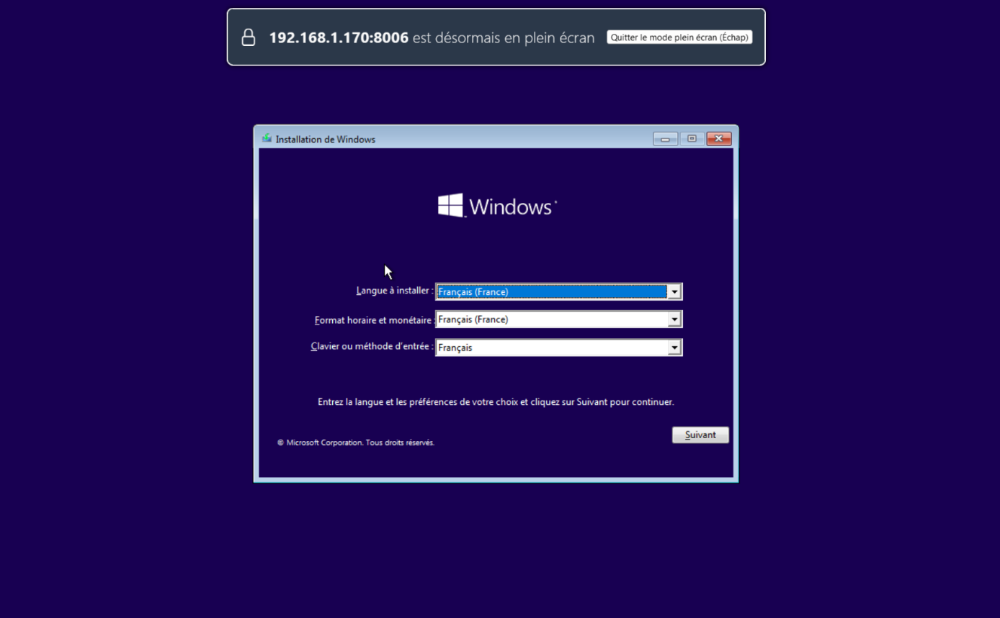 192.168.1.170:8006 est désormais en plein écran Quitter le mode plein écran (Échap)
Installation de Windows
Windows
Langue à installer : Français (France)
Format horaire et monétaire : Français (France)
Clavier ou méthode d'entrée : Français
Entrez la langue et les préférences de votre choix et cliquez sur Suivant pour continuer.
Suivant
© Microsoft Corporation. Tous droits réservés.